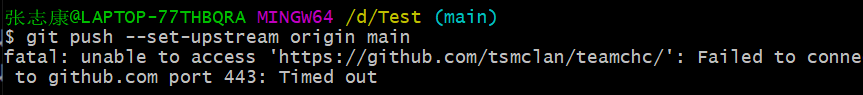 张志康@LAPTOP-77THBQRA MINGW64 /d/Test (main)
$ git push --set-upstream origin main
fatal: unable to access 'https://github.com/tsmclan/teamchc/': Failed to conne
to github.com port 443: Timed out